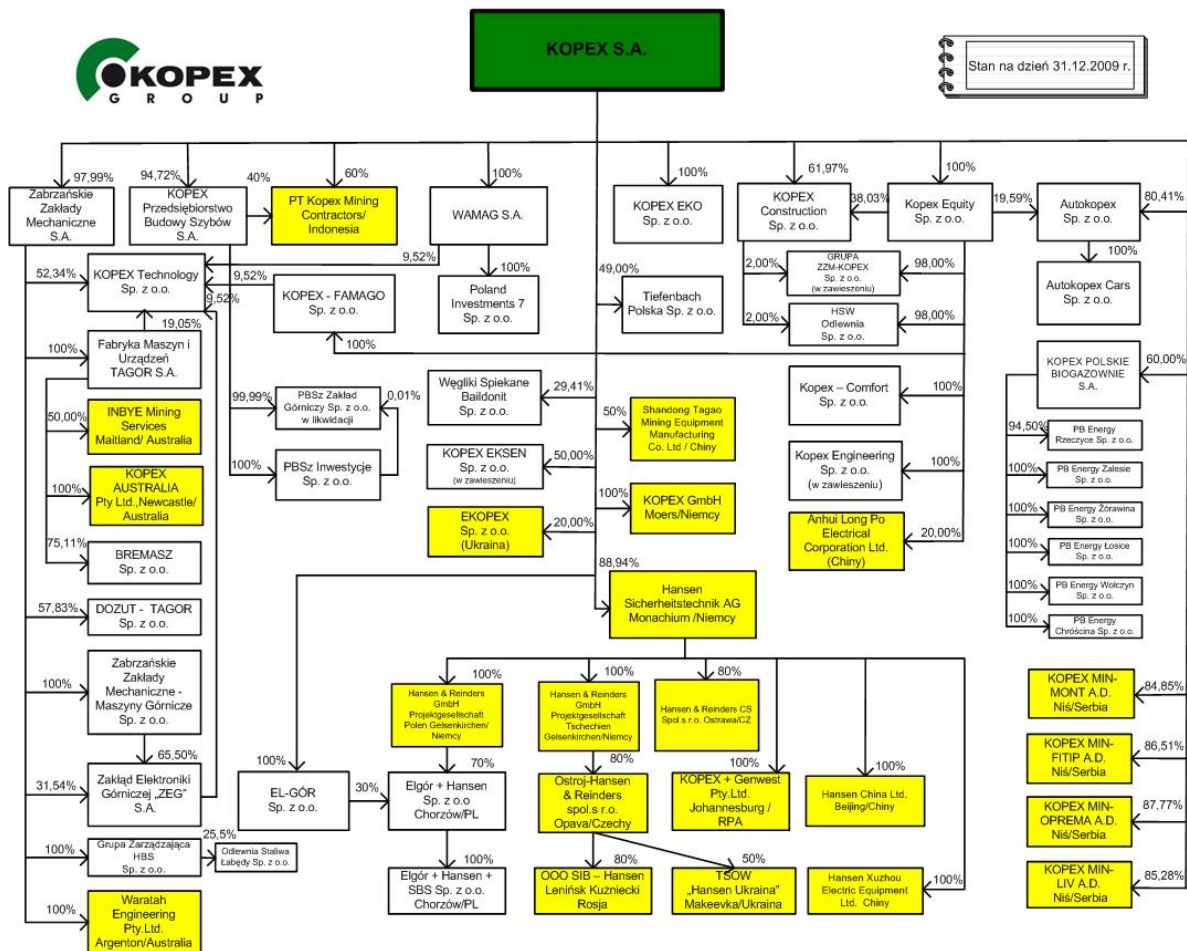 KOPEX S.A.
KOPEX
GROUP
Stan na dzień 31.12.2009 r.
97,99%
94,72%
40%
60%
100%
100%
61,97%
100%
80,41%
Zabrzańskie
Zakłady
Mechaniczne
S.A.
KOPEX
Przedsiębiorstwo
Budowy Szybów
S.A.
PT Kopex Mining
Contractors/
Indonesia
WAMAG S.A.
KOPEX EKO
Sp. z o.o.
KOPEX
Construction
Sp. z o.o.
38,03%
Kopex Equity
Sp. z o.o.
19,59%
Autokopex
Sp. z o.o.
52,34%
KOPEX Technology
Sp. z o.o.
9,52%
9,52%
9,52%
19,05%
KOPEX - FAMAGO
Sp. z o.o.
100%
100%
Poland
Investments 7
Sp. z o.o.
49,00%
Tiefenbach
Polska Sp. z o.o.
2,00%
GRUPA
ZZM-KOPEX
Sp. z o.o.
(w zawieszeniu)
98,00%
2,00%
HSW
Odlewnia
Sp. z o.o.
98,00%
100%
Autokopex Cars
Sp. z o.o.
100%
Fabryka Maszyn i
Urządzeń
TAGOR S.A.
50,00%
INBYE Mining
Services
Maitland/ Australia
100%
KOPEX
AUSTRALIA
Pty Ltd.,Newcastle/
Australia
75,11%
BREMASZ
Sp. z o.o.
99,99%
PBSz Zakład
Górniczy Sp. z o.o.
w likwidacji
0,01%
100%
PBSz Inwestycje
Sp. z o.o.
Węgliki Spiekane
Baildonit
Sp. z o.o.
29,41%
50%
Shandong Tagao
Mining Equipment
Manufacturing
Co. Ltd / Chiny
KOPEX EKSEN
Sp. z o.o.
(w zawieszeniu)
50,00%
100%
KOPEX GmbH
Moers/Niemcy
EKOPEX
Sp. z o.o.
(Ukraina)
20,00%
Kopex – Comfort
Sp. z o.o.
100%
Kopex Engineering
Sp. z o.o.
(w zawieszeniu)
100%
Anhui Long Po
Electrical
Corporation Ltd.
(Chiny)
20,00%
KOPEX POLSKIE
BIOGAZOWNIE
S.A.
60,00%
94,50%
PB Energy
Rzeczyce Sp. z o.o.
100%
PB Energy Zalesie
Sp. z o.o.
100%
PB Energy Żórawina
Sp. z o.o.
100%
PB Energy Łosice
Sp. z o.o.
100%
PB Energy Wołczyn
Sp. z o.o.
100%
PB Energy
Chróścina Sp. z o.o.
57,83%
DOZUT - TAGOR
Sp. z o.o.
100%
Zabrzańskie
Zakłady
Mechaniczne -
Maszyny Górnicze
Sp. z o.o.
65,50%
31,54%
Zakład Elektroniki
Górniczej „ZEG”
S.A.
100%
Grupa Zarządzająca
HBS
Sp. z o.o.
25,5%
Odlewnia Staliwa
Łabędy Sp. z o.o.
100%
Waratah
Engineering
Pty.Ltd.
Argenton/Australia
88,94%
Hansen
Sicherheitstechnik AG
Monachium /Niemcy
100%
Hansen & Reinders
GmbH
Projektgesellschaft
Polen Gelsenkirchen/
Niemcy
100%
Hansen & Reinders
GmbH
Projektgesellschaft
Tschechien
Gelsenkirchen/Niemcy
80%
Hansen & Reinders CS
Spol.s r.o. Ostrawa/CZ
100%
EL-GÓR
Sp. z o.o.
30%
70%
Elgór + Hansen
Sp. z o.o
Chorzów/PL
80%
Ostroj-Hansen
& Reinders
spol.s r.o.
Opava/Czechy
100%
KOPEX + Genwest
Pty.Ltd.
Johannesburg /
RPA
100%
Hansen China Ltd.
Beijing/Chiny
100%
Elgór + Hansen +
SBS Sp. z o.o.
Chorzów/PL
80%
OOO SIB – Hansen
Lenińsk Kuźniecki
Rosja
50%
TSOW
„Hansen Ukraina”
Makeevka/Ukraina
Hansen Xuzhou
Electric Equipment
Ltd. Chiny
100%
KOPEX MIN-
MONT A.D.
Niś/Serbia
84,85%
KOPEX MIN-
FITIP A.D.
Niś/Serbia
86,51%
KOPEX MIN-
OPREMA A.D.
Niś/Serbia
87,77%
KOPEX MIN-
LIV A.D.
Niś/Serbia
85,28%